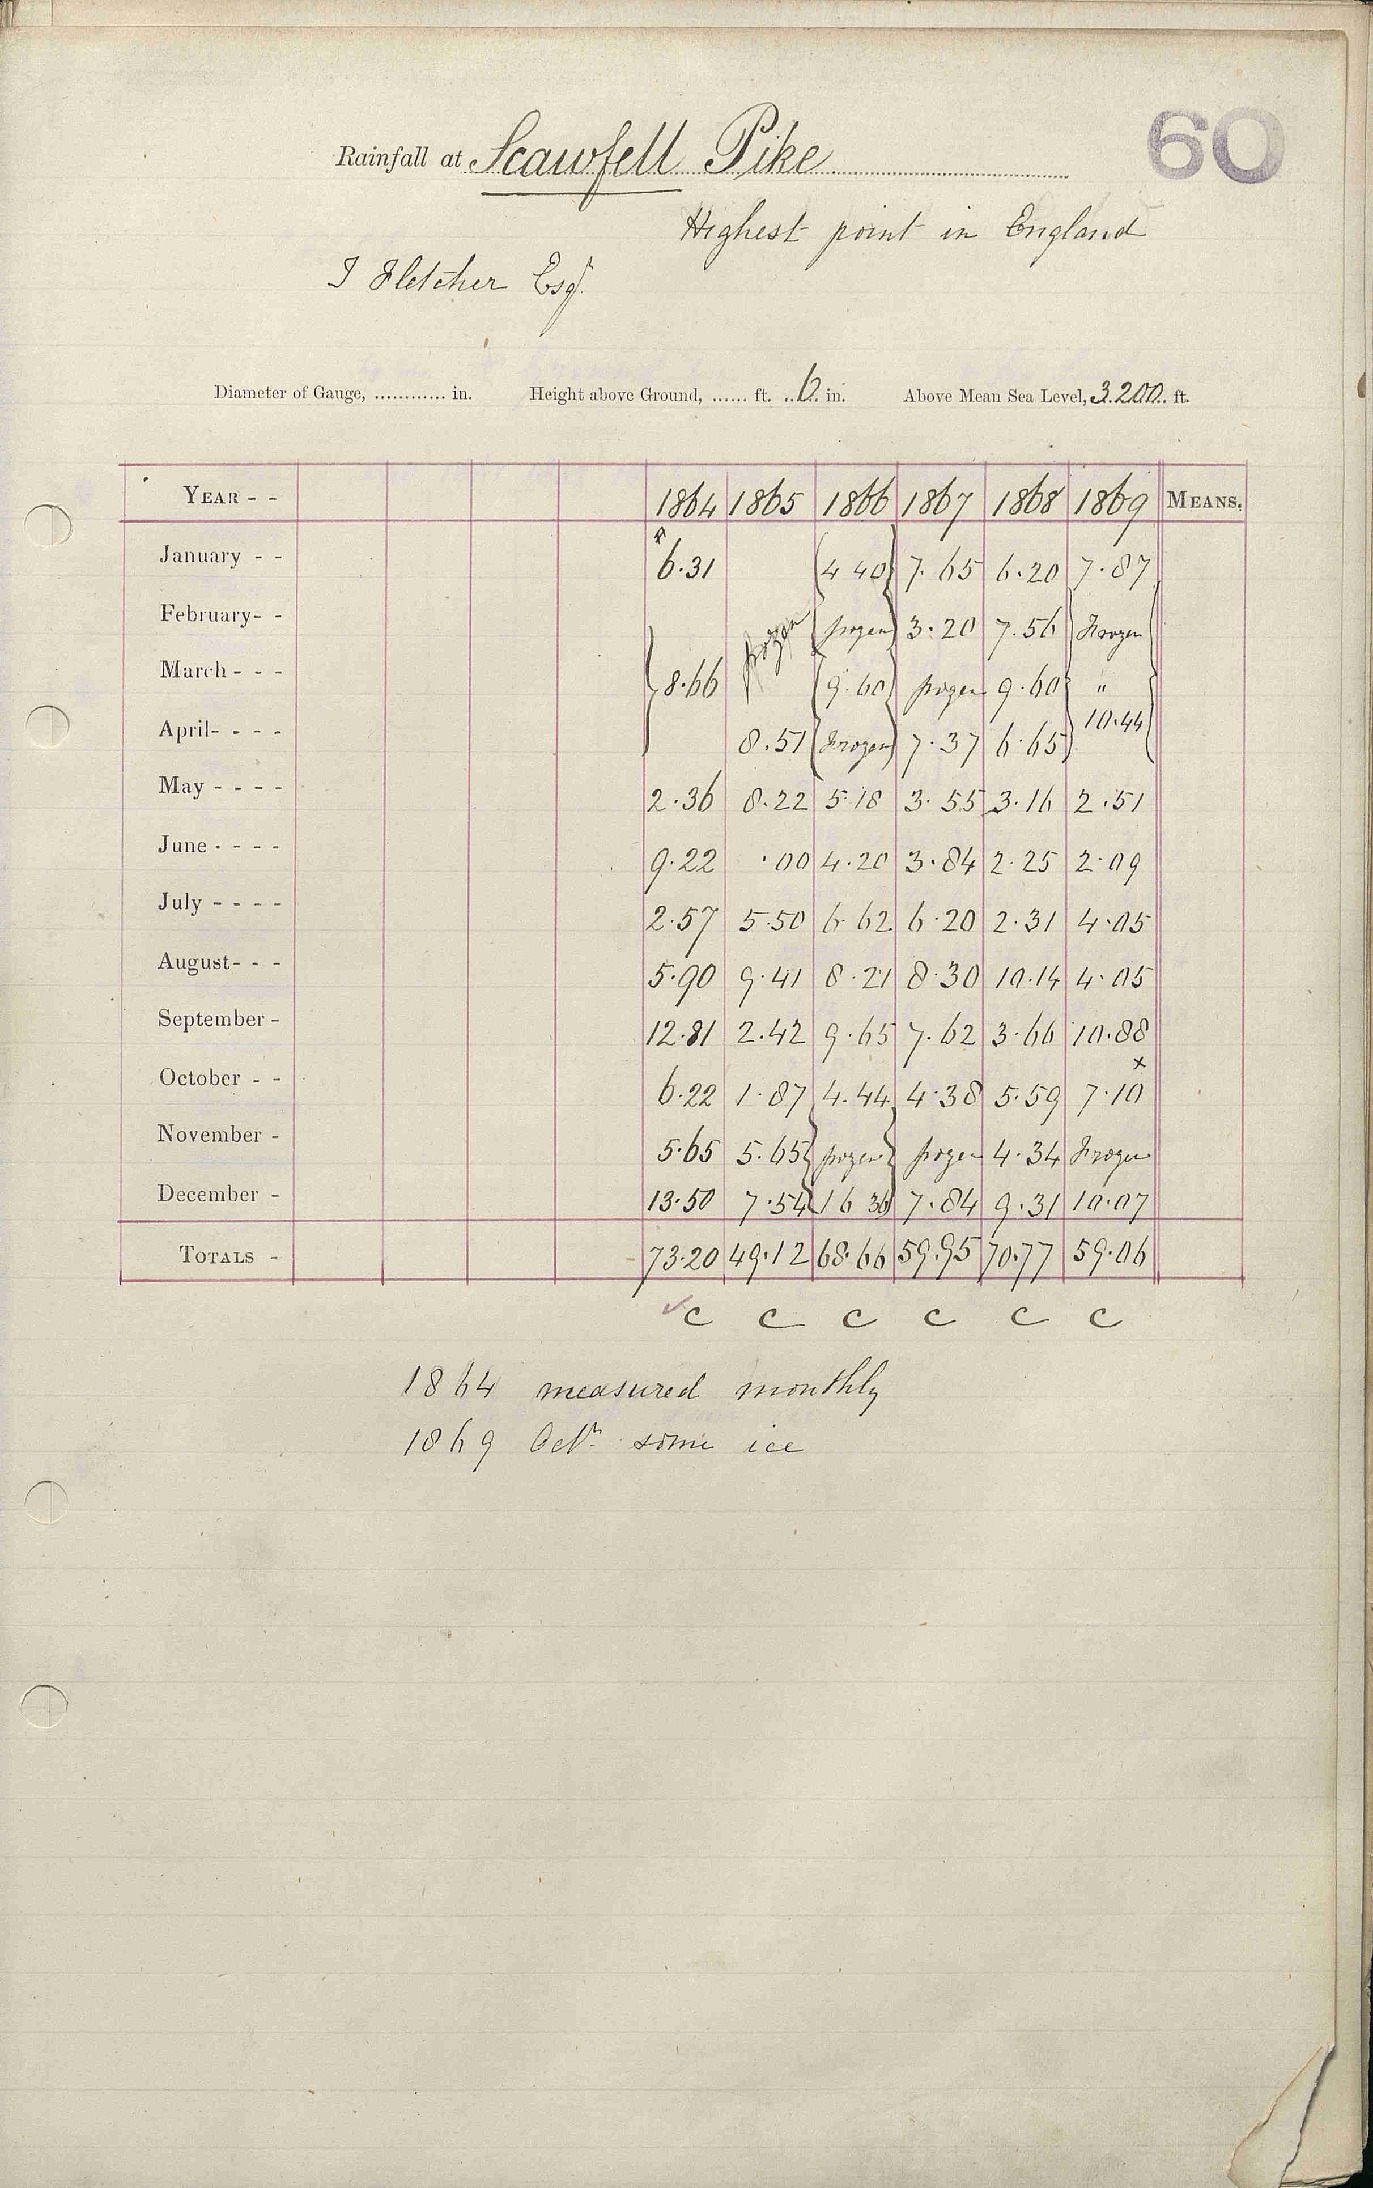 60
Rainfall at Scawfell Pike
Highest point in England
I Fletcher Esqr.
Diameter of Gauge, ............ in. Height above Ground, ...... ft. ..6.. in. Above Mean Sea Level, 3200.. ft.
YEAR - - 1864 1865 1866 1867 1868 1869 MEANS.
January - - 6.31 4 40 7.65 6.20 7.87
February- - frozen frozen 3.20 7.56 Frozen
March - - - 8.66 9.60 frozen 9.60 "
April- - - - 8.51 Frozen 7.37 6.65 10.44
May - - - - 2.36 8.22 5.18 3.55 3.16 2.51
June - - - - 9.22 .00 4.20 3.84 2.25 2.09
July - - - - 2.57 5.50 6.62 6.20 2.31 4.05
August- - - 5.90 9.41 8.21 8.30 10.14 4.05
September - 12.81 2.42 9.65 7.62 3.66 10.88
October - - 6.22 1.87 4.44 4.38 5.59 7.10 x
November - 5.65 5.65 frozen frozen 4.34 Frozen
December - 13.50 7.54 16 36 7.84 9.31 10.07
TOTALS - 73.20 49.12 68.66 59.95 70.77 59.06
✓c c c c c c
1864 measured monthly
1869 Octr. some ice